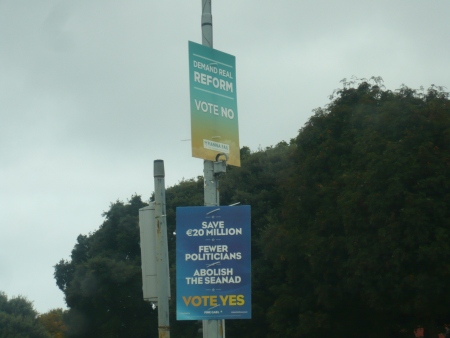 DEMAND REAL
REFORM
VOTE NO
SAVE
€20 MILLION
FEWER
POLITICIANS
ABOLISH
THE SEANAD
VOTE YES